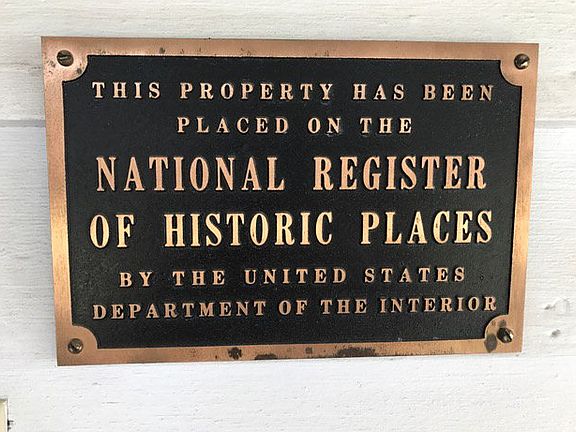 THIS PROPERTY HAS BEEN
PLACED ON THE
NATIONAL REGISTER
OF HISTORIC PLACES
BY THE UNITED STATES
DEPARTMENT OF THE INTERIOR